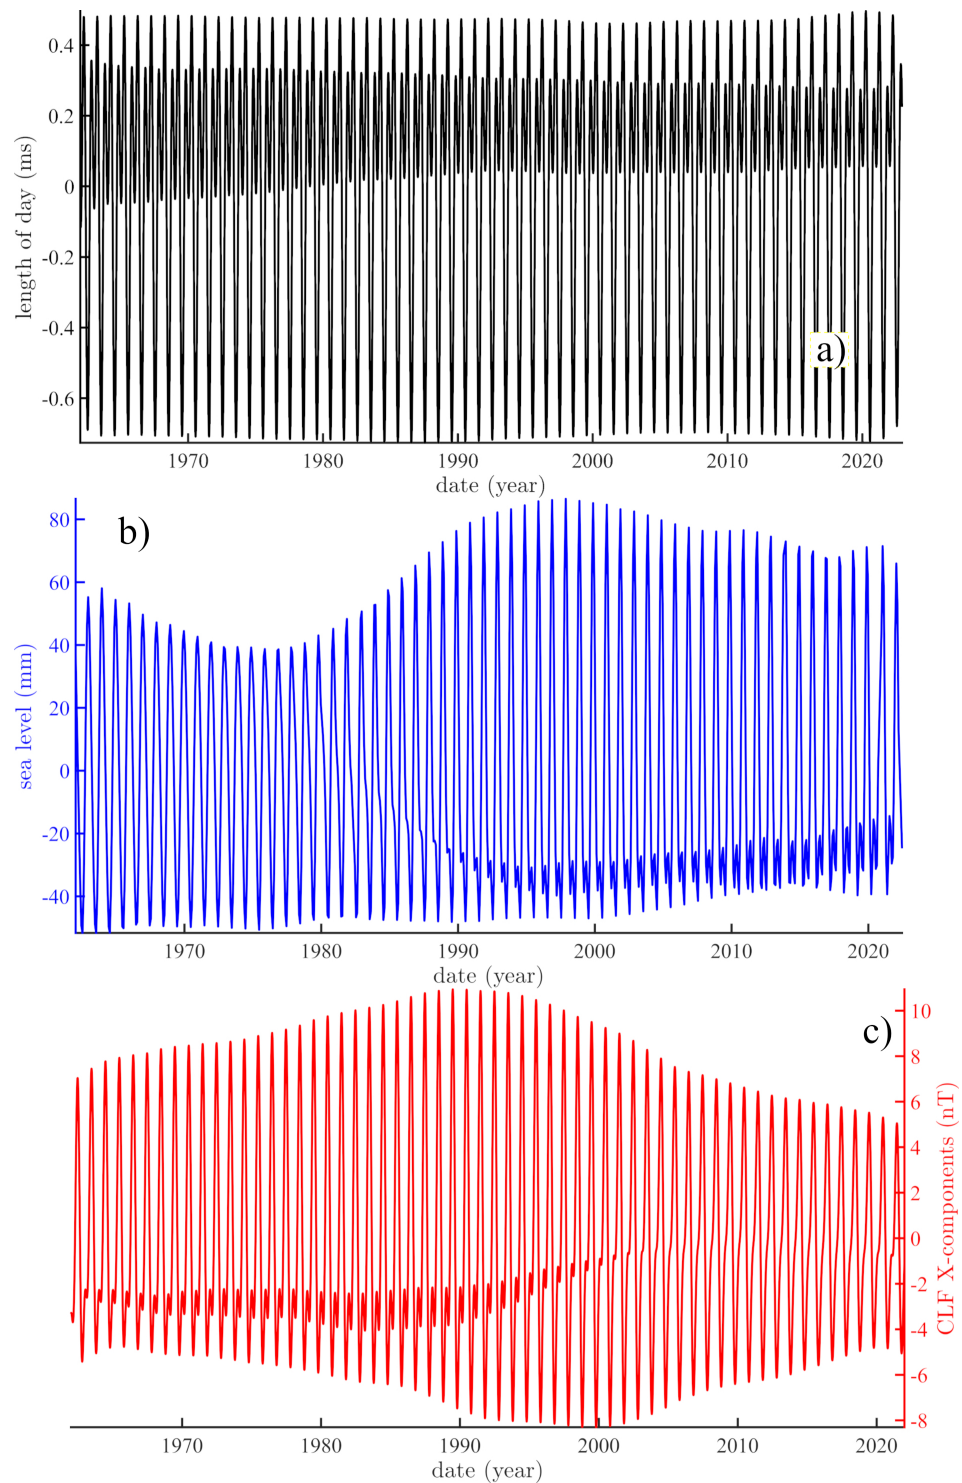 0.4
0.2
0
-0.2
-0.4
-0.6
length of day (ms)
a)
1970 1980 1990 2000 2010 2020
date (year)
b)
80
60
40
20
0
-20
-40
sea level (mm)
1970 1980 1990 2000 2010 2020
date (year)
c)
10
8
6
4
2
0
-2
-4
-6
-8
CLF X-components (nT)
1970 1980 1990 2000 2010 2020
date (year)